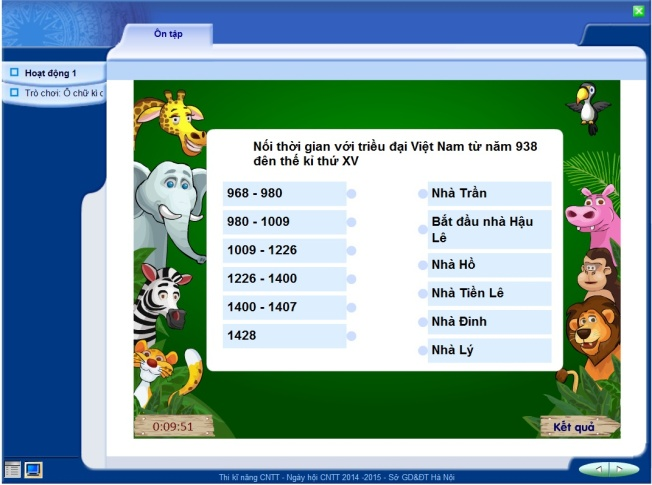 Ôn tập
Hoạt động 1
Trò chơi: Ô chữ kì c
Nối thời gian với triều đại Việt Nam từ năm 938
đến thế kỉ thứ XV
968 - 980
Nhà Trần
980 - 1009
Bắt đầu nhà Hậu
Lê
1009 - 1226
Nhà Hồ
1226 - 1400
Nhà Tiền Lê
1400 - 1407
Nhà Đinh
1428
Nhà Lý
0:09:51
Kết quả
Thi kĩ năng CNTT - Ngày hội CNTT 2014 -2015 - Sở GD&ĐT Hà Nội